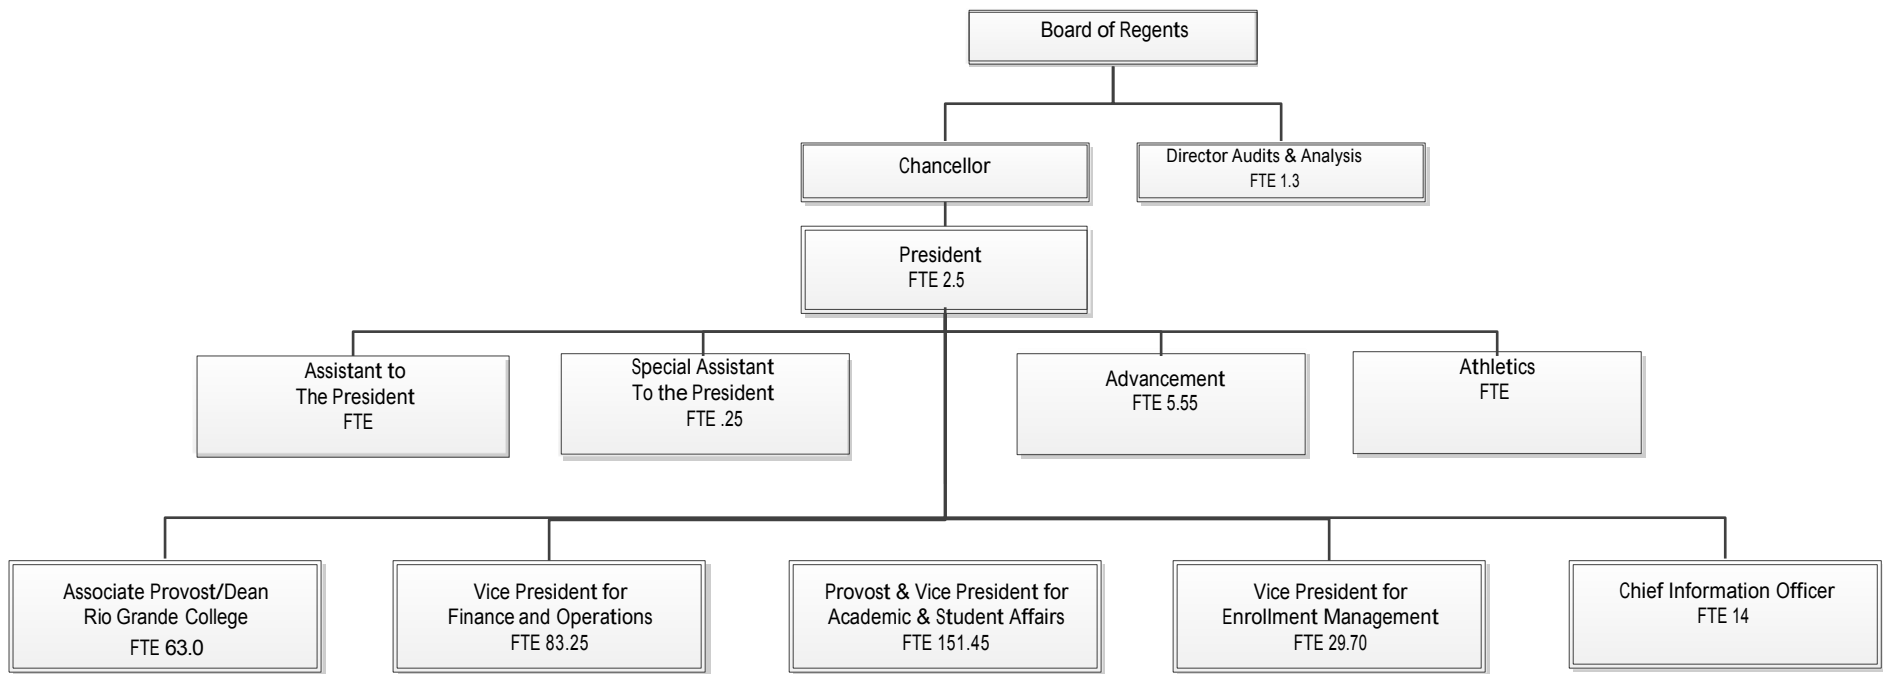 Board of Regents
Chancellor
Director Audits & Analysis
FTE 1.3
President
FTE 2.5
Assistant to
The President
FTE
Special Assistant
To the President
FTE .25
Advancement
FTE 5.55
Athletics
FTE
Associate Provost/Dean
Rio Grande College
FTE 63.0
Vice President for
Finance and Operations
FTE 83.25
Provost & Vice President for
Academic & Student Affairs
FTE 151.45
Vice President for
Enrollment Management
FTE 29.70
Chief Information Officer
FTE 14